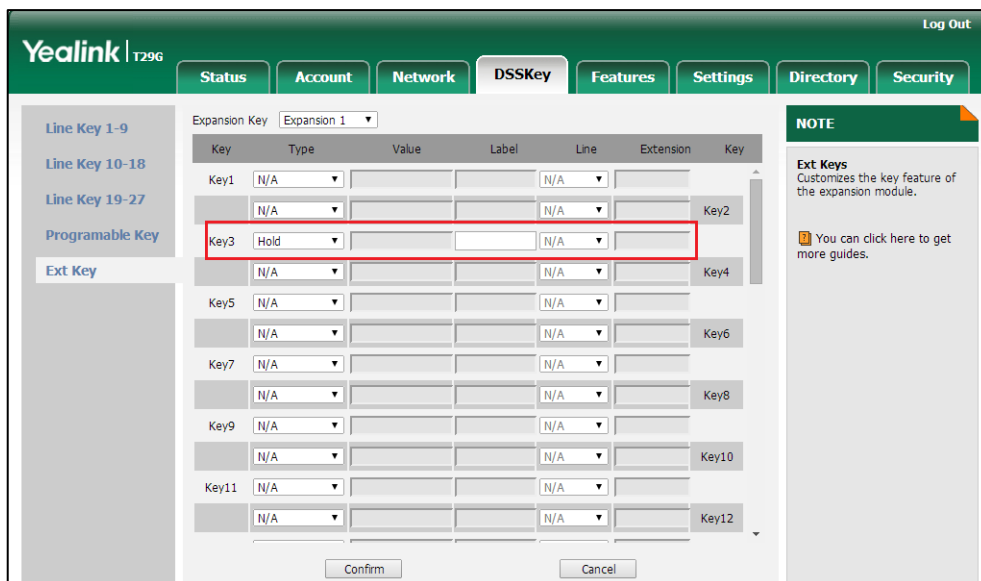 Log Out
Yealink T29G
Status Account Network DSSKey Features Settings Directory Security
Line Key 1-9
Line Key 10-18
Line Key 19-27
Programable Key
Ext Key
Expansion Key Expansion 1
Key Type Value Label Line Extension Key
Key1 N/A N/A
N/A N/A Key2
Key3 Hold N/A
N/A N/A Key4
Key5 N/A N/A
N/A N/A Key6
Key7 N/A N/A
N/A N/A Key8
Key9 N/A N/A
N/A N/A Key10
Key11 N/A N/A
N/A N/A Key12
Confirm Cancel
NOTE
Ext Keys
Customizes the key feature of
the expansion module.
? You can click here to get
more guides.